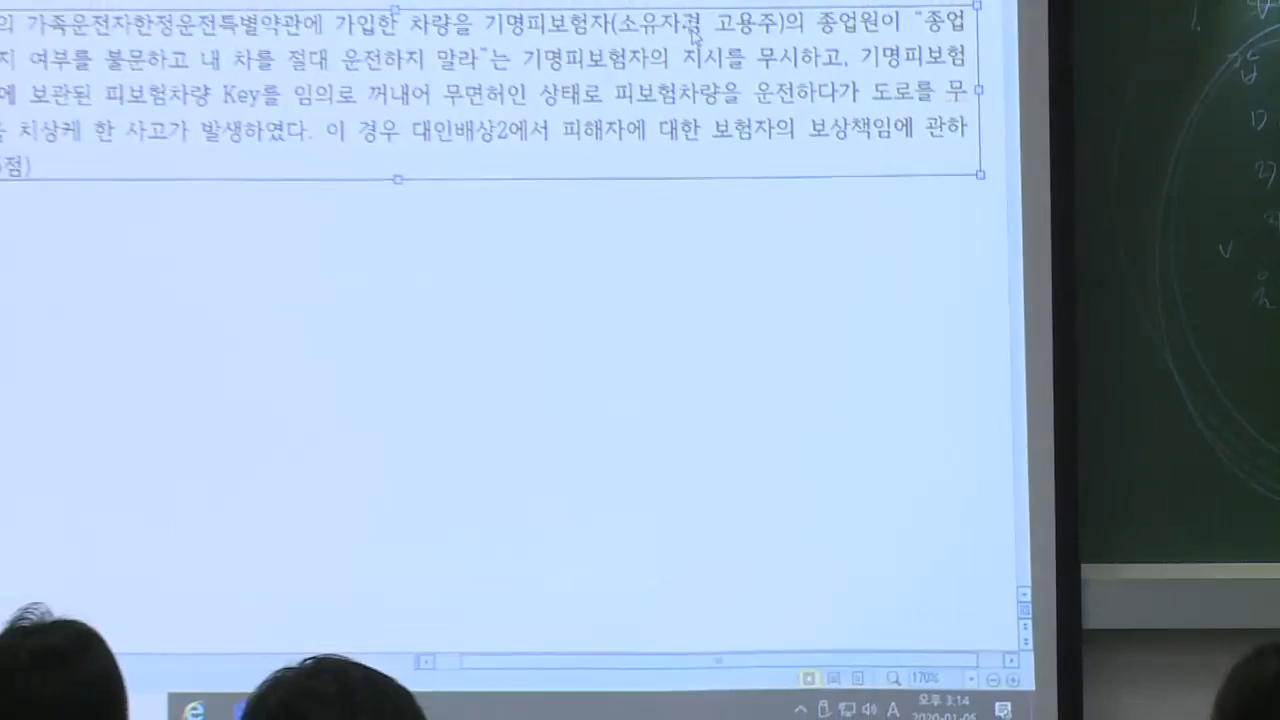 의 가족운전자한정운전특별약관에 가입한 차량을 기명피보험자(소유자겸 고용주)의 종업원이 “종업
지 여부를 불문하고 내 차를 절대 운전하지 말라”는 기명피보험자의 지시를 무시하고, 기명피보험
에 보관된 피보험차량 Key를 임의로 꺼내어 무면허인 상태로 피보험차량을 운전하다가 도로를 무
을 치상케 한 사고가 발생하였다. 이 경우 대인배상2에서 피해자에 대한 보험자의 보상책임에 관하
점)
170%
A
오후 3:14
2020-01-06